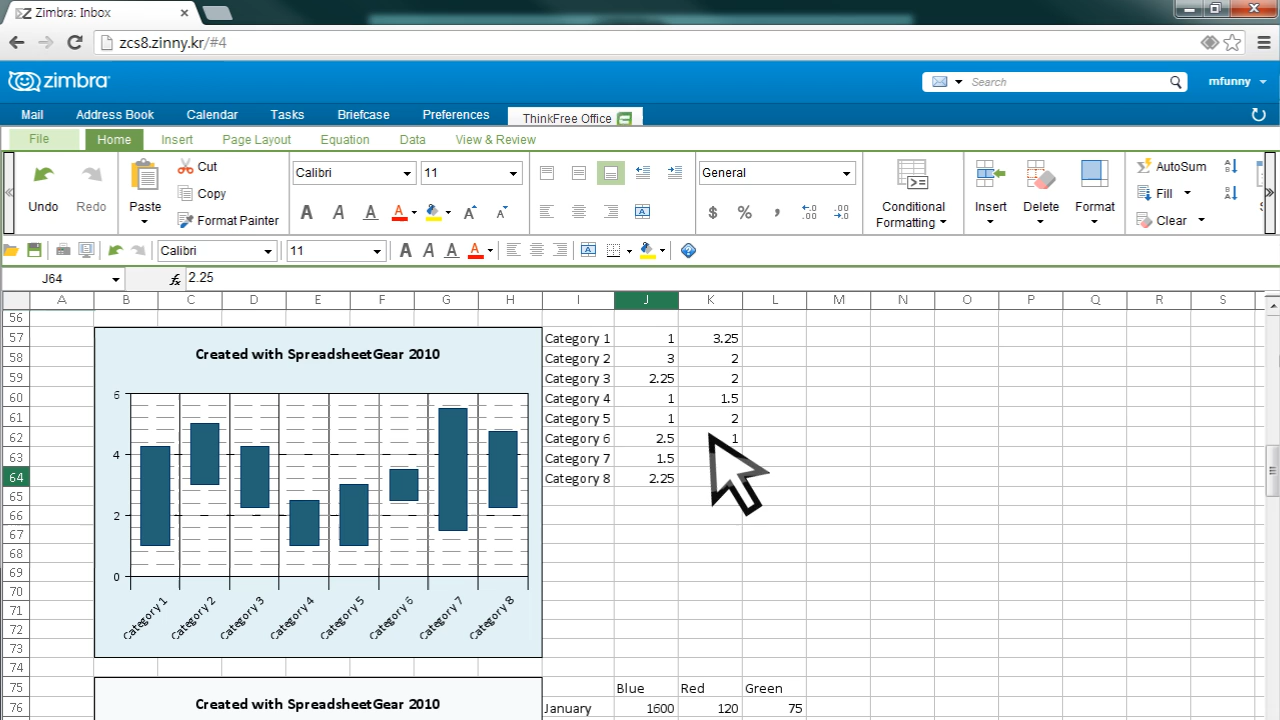 Zimbra: Inbox
zcs8.zinny.kr/#4
zimbra
Search
mfunny
Mail Address Book Calendar Tasks Briefcase Preferences ThinkFree Office
File Home Insert Page Layout Equation Data View & Review
Undo Redo Paste Cut Copy Format Painter
Calibri 11
General
Conditional Formatting
Insert Delete Format
AutoSum
Fill
Clear
Calibri 11
J64 fx 2.25
A B C D E F G H I J K L M N O P Q R S
56
57 Category 1 1 3.25
58 Category 2 3 2
59 Category 3 2.25 2
60 Category 4 1 1.5
61 Category 5 1 2
62 Category 6 2.5 1
63 Category 7 1.5
64 Category 8 2.25
65
66
67
68
69
70
71
72
73
74
75 Blue Red Green
76 January 1600 120 75
Created with SpreadsheetGear 2010
6
4
2
0
Category 1 Category 2 Category 3 Category 4 Category 5 Category 6 Category 7 Category 8
Created with SpreadsheetGear 2010